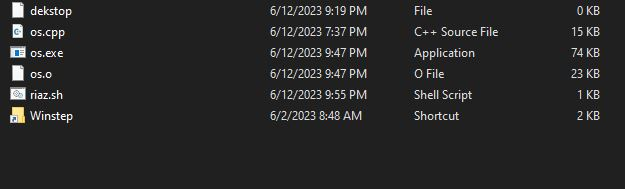 dekstop 6/12/2023 9:19 PM File 0 KB
os.cpp 6/12/2023 7:37 PM C++ Source File 15 KB
os.exe 6/12/2023 9:47 PM Application 74 KB
os.o 6/12/2023 9:47 PM O File 23 KB
riaz.sh 6/12/2023 9:55 PM Shell Script 1 KB
Winstep 6/2/2023 8:48 AM Shortcut 2 KB